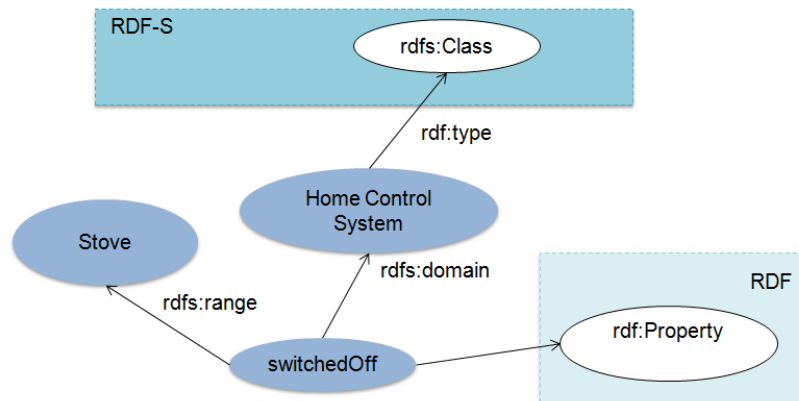 RDF-S
rdfs:Class
rdf:type
Home Control
System
Stove
rdfs:domain
rdfs:range
RDF
rdf:Property
switchedOff